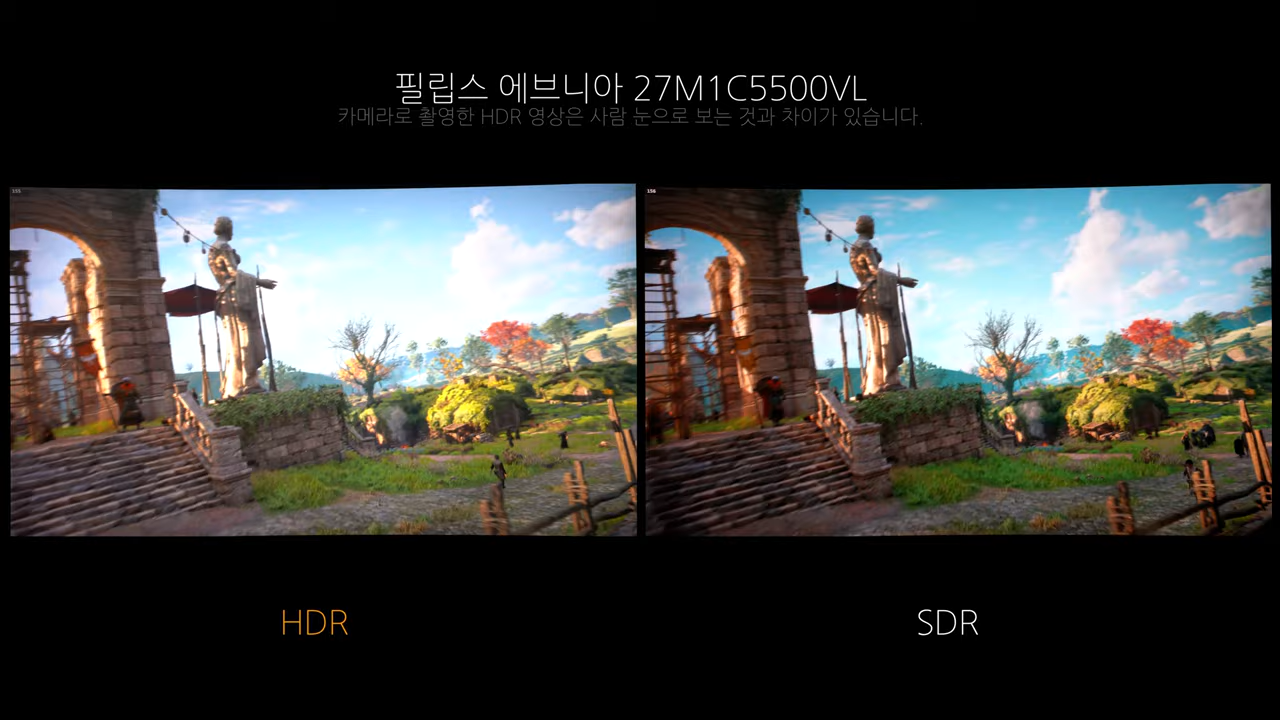 필립스 에브니아 27M1C5500VL
카메라로 촬영한 HDR 영상은 사람 눈으로 보는 것과 차이가 있습니다.
156
HDR
SDR